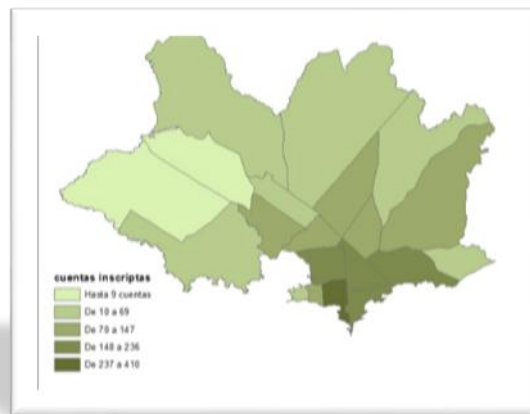 cuentas inscriptas
Hasta 9 cuentas
De 10 a 69
De 70 a 147
De 148 a 236
De 237 a 410